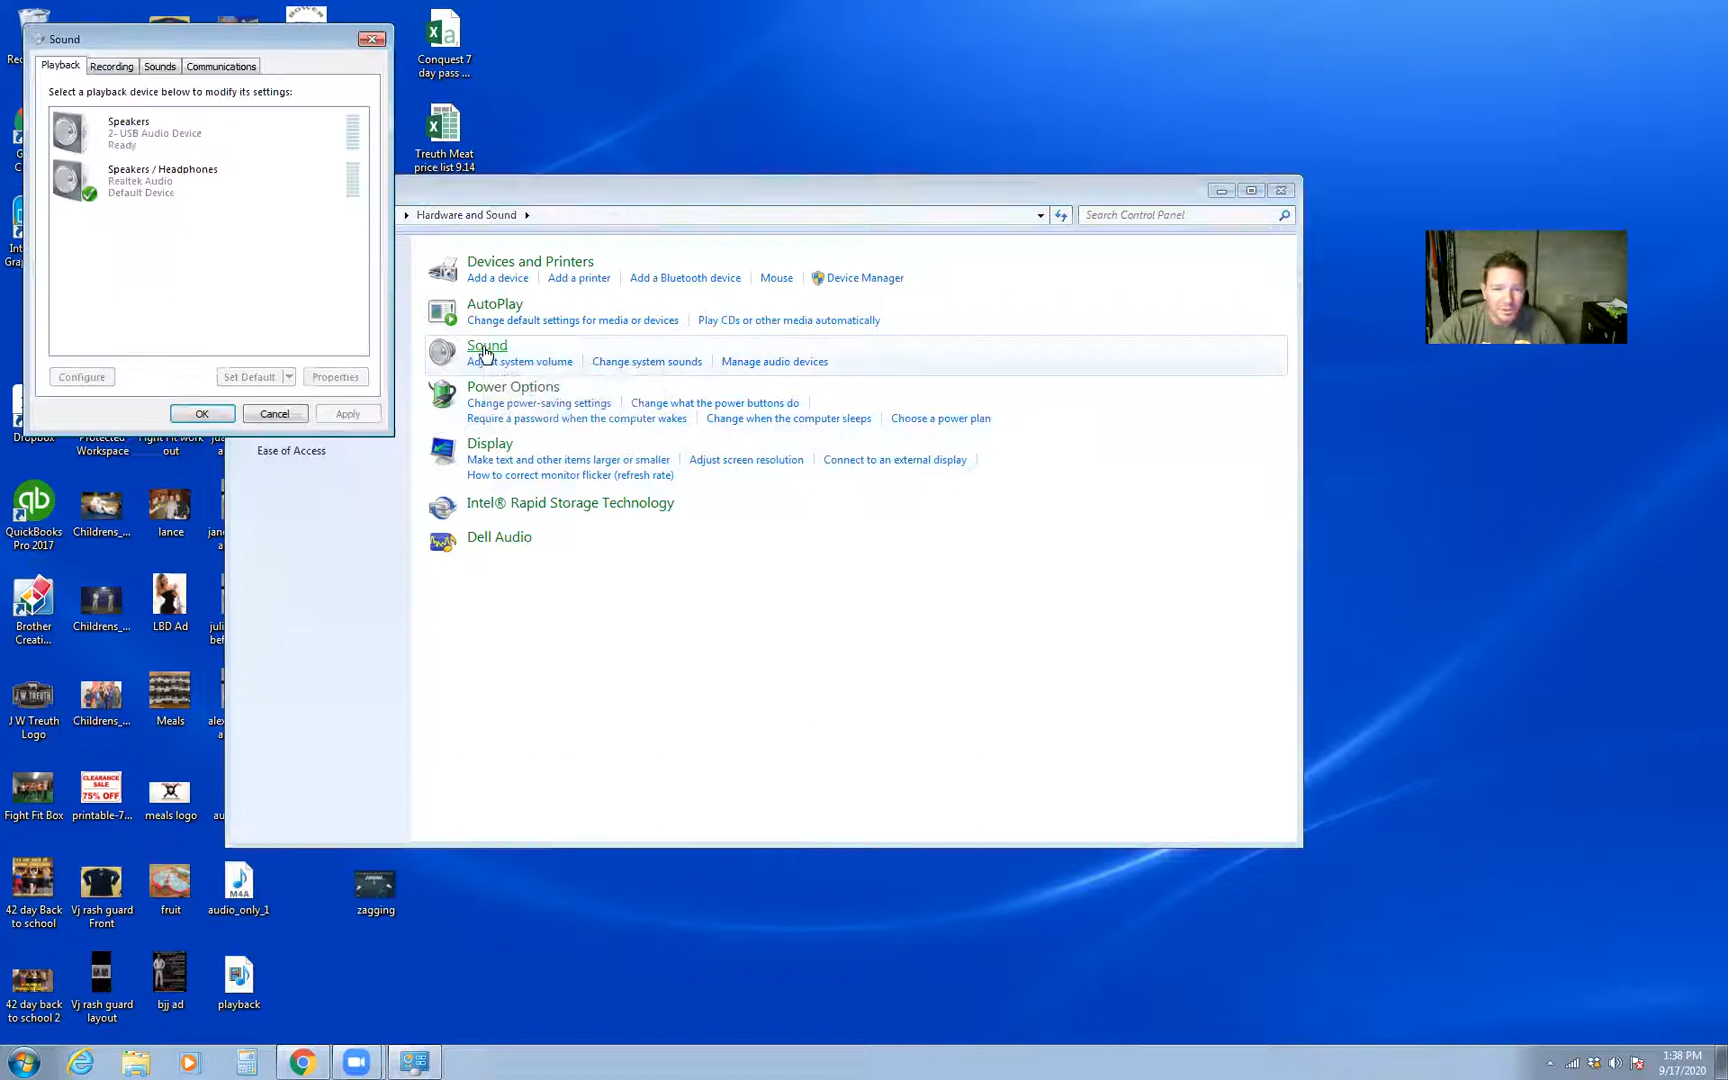 Sound
Playback
Recording
Sounds
Communications
Select a playback device below to modify its settings:
Speakers
2- USB Audio Device
Ready
Speakers / Headphones
Realtek Audio
Default Device
Configure
Set Default
Properties
OK
Cancel
Apply
Conquest 7
day pass ...
Treuth Meat
price list 9.14
Hardware and Sound
Search Control Panel
Devices and Printers
Add a device
Add a printer
Add a Bluetooth device
Mouse
Device Manager
AutoPlay
Change default settings for media or devices
Play CDs or other media automatically
Sound
Adjust system volume
Change system sounds
Manage audio devices
Power Options
Change power-saving settings
Change what the power buttons do
Require a password when the computer wakes
Change when the computer sleeps
Choose a power plan
Display
Make text and other items larger or smaller
Adjust screen resolution
Connect to an external display
How to correct monitor flicker (refresh rate)
Intel® Rapid Storage Technology
Dell Audio
Ease of Access
Dropbox
Protected
Workspace
Fight Fit work
out
QuickBooks
Pro 2017
Childrens_...
lance
Brother
Creati...
Childrens_...
LBD Ad
J W Treuth
Logo
Childrens_...
Meals
Fight Fit Box
CLEARANCE
SALE
75% OFF
printable-7...
meals logo
42 day Back
to school
Vj rash guard
Front
fruit
M4A
audio_only_1
zagging
42 day back
to school 2
Vj rash guard
layout
bjj ad
playback
1:38 PM
9/17/2020